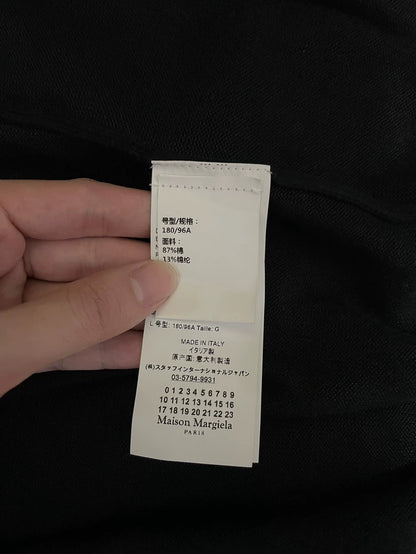 号型/规格：
180/96A
面料：
87%棉
13%锦纶
L 号型: 180/96A Taille: G
MADE IN ITALY
イタリア製
原产国: 意大利製造
(株)スタッフインターナショナルジャパン
03-5794-9931
0 1 2 3 4 5 6 7 8 9
10 11 12 13 14 15 16
17 18 19 20 21 22 23
Maison Margiela
PARIS